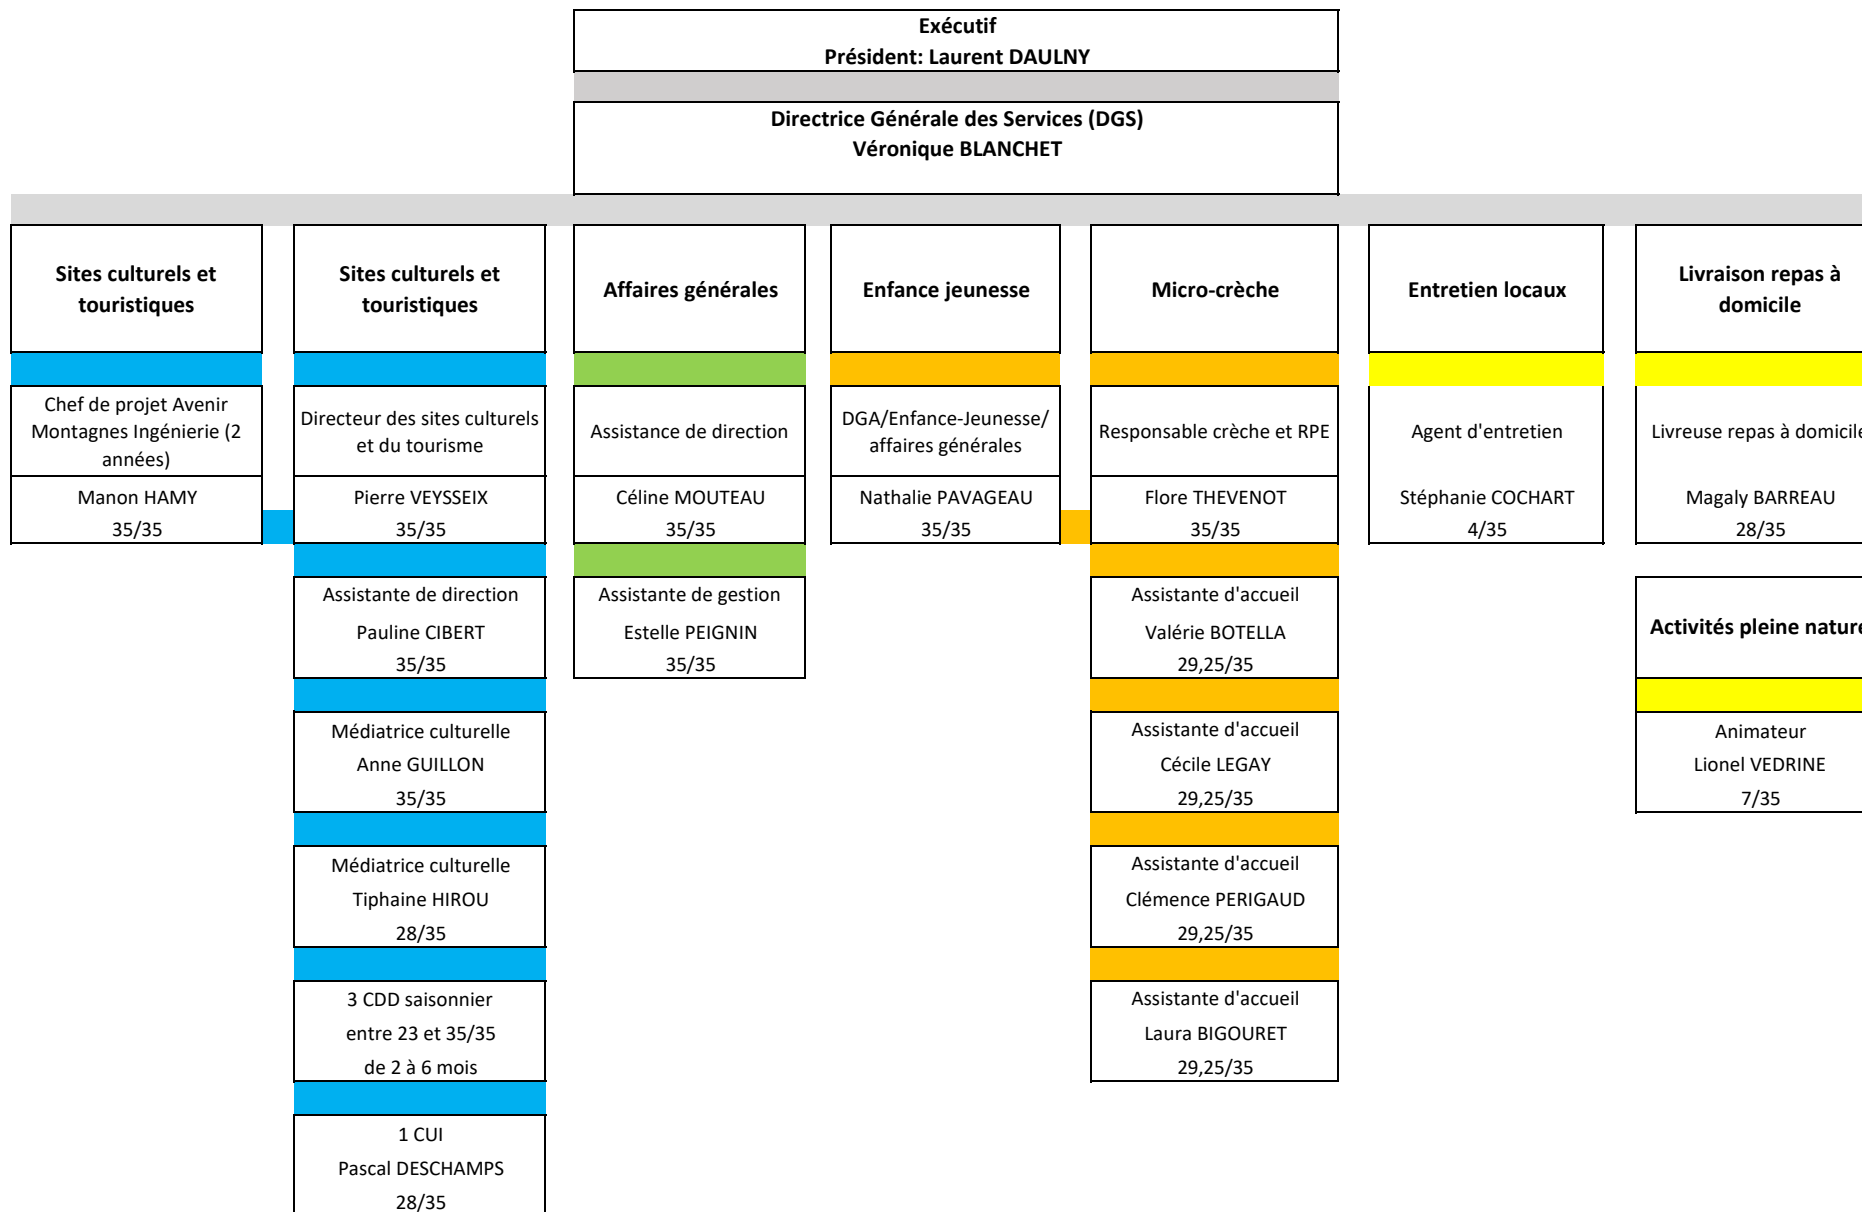 Exécutif
Président: Laurent DAULNY
Directrice Générale des Services (DGS)
Véronique BLANCHET
Sites culturels et
touristiques
Chef de projet Avenir
Montagnes Ingénierie (2
années)
Manon HAMY
35/35
Sites culturels et
touristiques
Directeur des sites culturels
et du tourisme
Pierre VEYSSEIX
35/35
Assistante de direction
Pauline CIBERT
35/35
Médiatrice culturelle
Anne GUILLON
35/35
Médiatrice culturelle
Tiphaine HIROU
28/35
3 CDD saisonnier
entre 23 et 35/35
de 2 à 6 mois
1 CUI
Pascal DESCHAMPS
28/35
Affaires générales
Assistance de direction
Céline MOUTEAU
35/35
Assistante de gestion
Estelle PEIGNIN
35/35
Enfance jeunesse
DGA/Enfance-Jeunesse/
affaires générales
Nathalie PAVAGEAU
35/35
Micro-crèche
Responsable crèche et RPE
Flore THEVENOT
35/35
Assistante d'accueil
Valérie BOTELLA
29,25/35
Assistante d'accueil
Cécile LEGAY
29,25/35
Assistante d'accueil
Clémence PERIGAUD
29,25/35
Assistante d'accueil
Laura BIGOURET
29,25/35
Entretien locaux
Agent d'entretien
Stéphanie COCHART
4/35
Livraison repas à
domicile
Livreuse repas à domicile
Magaly BARREAU
28/35
Activités pleine nature
Animateur
Lionel VEDRINE
7/35